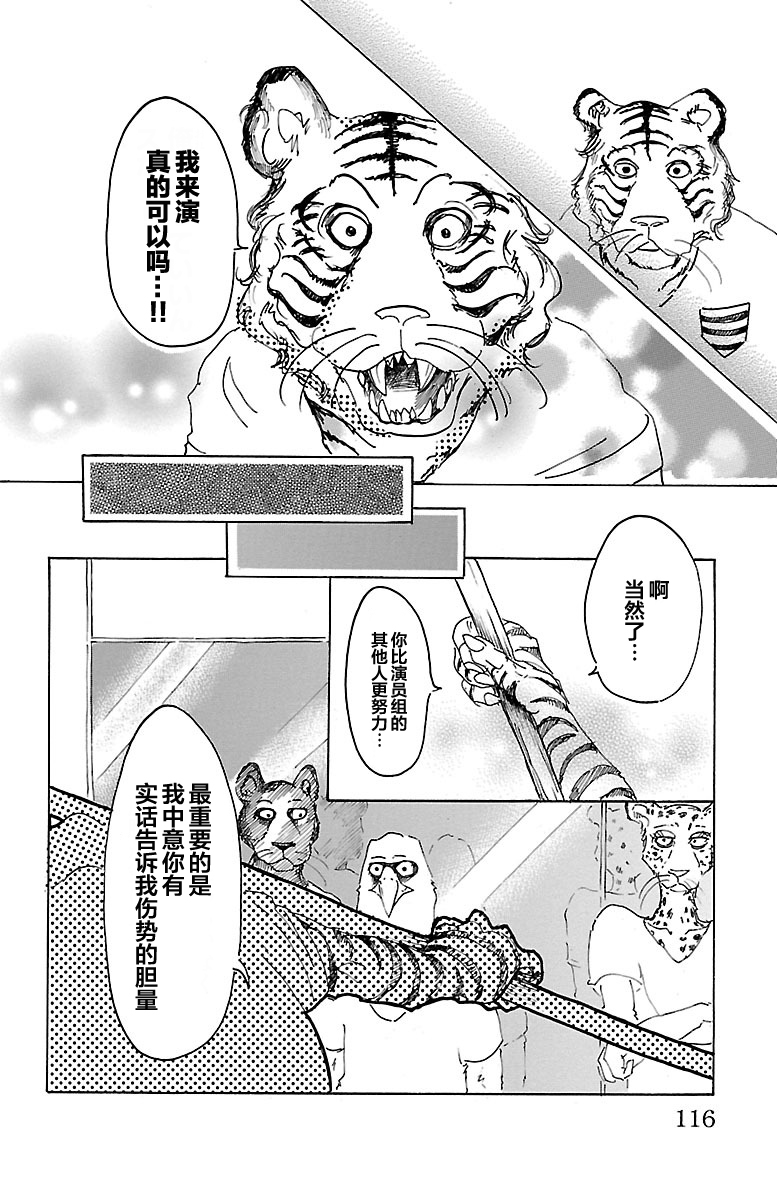 我来演
真的可以吗…!!
啊
当然了…
你比演员组的
其他人更努力…
最重要的是
我中意你有
实话告诉我伤势的胆量
116